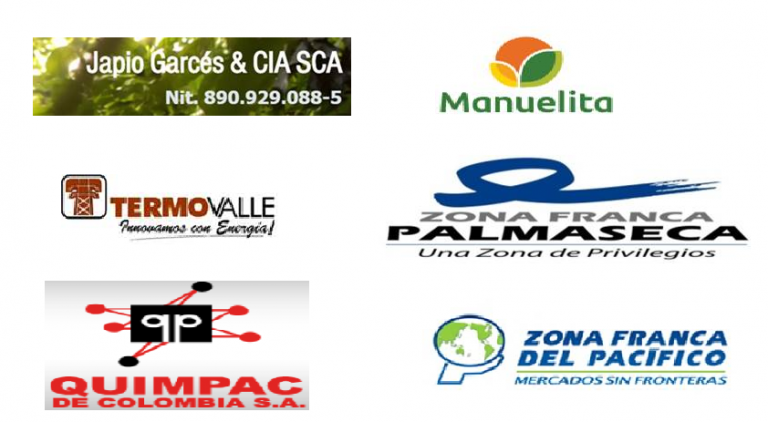 Japio Garcés & CIA SCA
Nit. 890.929.088-5
Manuelita
TERMOVALLE
Innovamos con Energía!
ZONA FRANCA
PALMASECA
Una Zona de Privilegios
qp
QUIMPAC
DE COLOMBIA S.A.
ZONA FRANCA
DEL PACÍFICO
MERCADOS SIN FRONTERAS